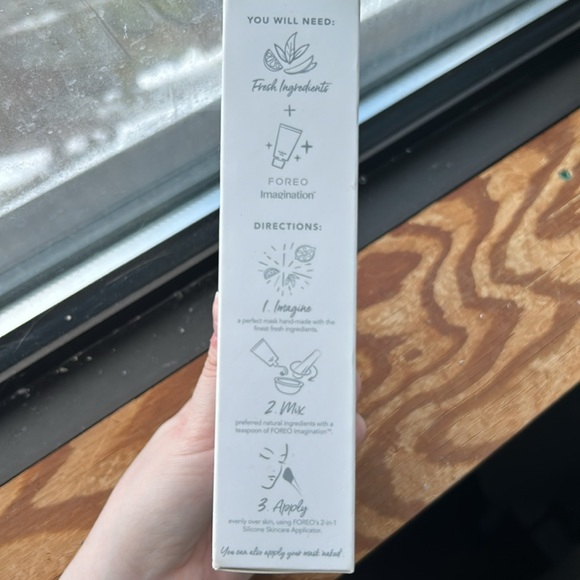 YOU WILL NEED:
Fresh Ingredients
+
FOREO
Imagination™
DIRECTIONS:
1. Imagine
a perfect mask hand-made with the
finest fresh ingredients.
2. Mix
preferred natural ingredients with a
teaspoon of FOREO Imagination™.
3. Apply
evenly over skin, using FOREO's 2-in-1
Silicone Skincare Applicator.
You can also apply your mask naked.